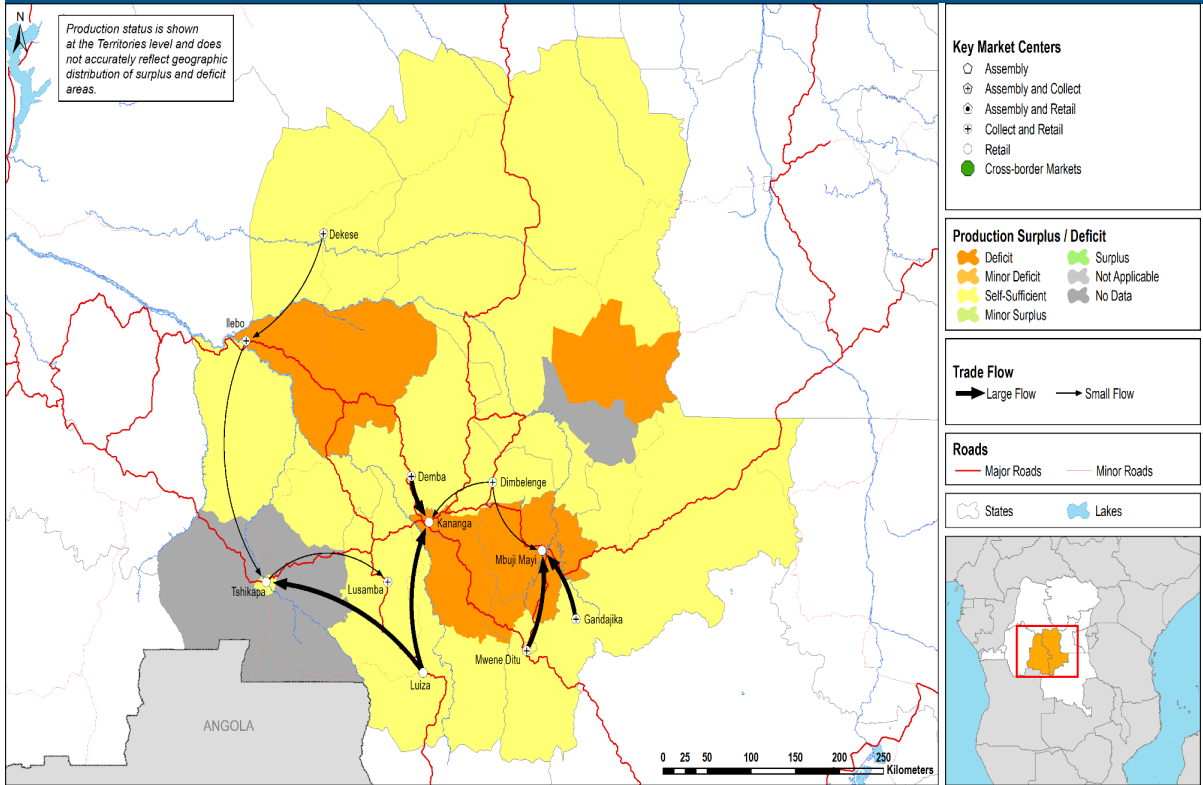 N
Production status is shown
at the Territories level and does
not accurately reflect geographic
distribution of surplus and deficit
areas.
Dekese
Ilebo
Demba
Dimbelenge
Kananga
Mbuji Mayi
Tshikapa
Lusamba
Gandajika
Mwene Ditu
Luiza
ANGOLA
0 25 50 100 150 200 250
Kilometers
Key Market Centers
Assembly
Assembly and Collect
Assembly and Retail
Collect and Retail
Retail
Cross-border Markets
Production Surplus / Deficit
Deficit
Minor Deficit
Self-Sufficient
Minor Surplus
Surplus
Not Applicable
No Data
Trade Flow
Large Flow
Small Flow
Roads
Major Roads
Minor Roads
States
Lakes